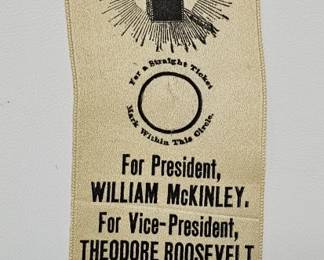 For a Straight Ticket
Mark Within This Circle.
For President,
WILLIAM McKINLEY.
For Vice-President,
THEODORE ROOSEVELT